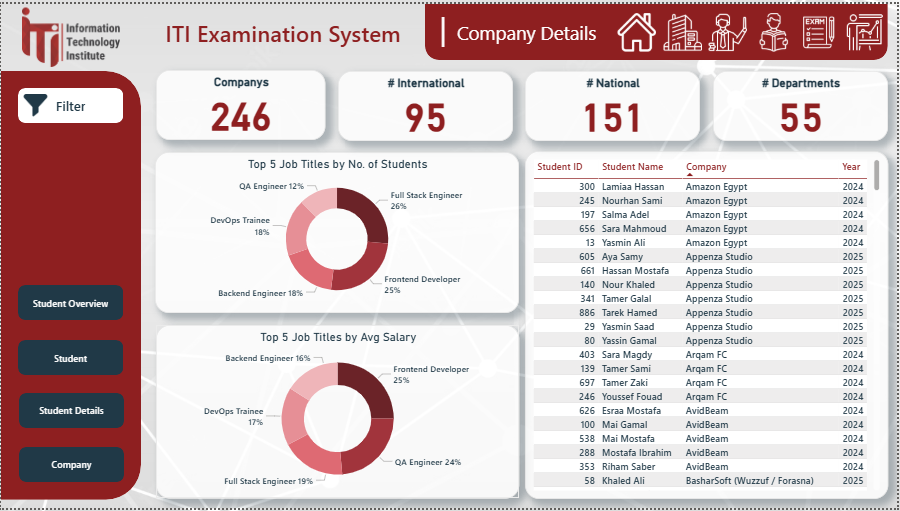 iTi
Information
Technology
Institute
ITI Examination System
Company Details
EXAM
Filter
Student Overview
Student
Student Details
Company
Companys
246
# International
95
# National
151
# Departments
55
Top 5 Job Titles by No. of Students
QA Engineer 12%
Full Stack Engineer
26%
DevOps Trainee
18%
Frontend Developer
25%
Backend Engineer 18%
Top 5 Job Titles by Avg Salary
Backend Engineer 16%
Frontend Developer
25%
DevOps Trainee
17%
QA Engineer 24%
Full Stack Engineer 19%
Student ID Student Name Company Year
300 Lamiaa Hassan Amazon Egypt 2024
245 Nourhan Sami Amazon Egypt 2024
197 Salma Adel Amazon Egypt 2024
656 Sara Mahmoud Amazon Egypt 2024
13 Yasmin Ali Amazon Egypt 2024
605 Aya Samy Appenza Studio 2025
661 Hassan Mostafa Appenza Studio 2025
140 Nour Khaled Appenza Studio 2025
341 Tamer Galal Appenza Studio 2025
886 Tarek Hamed Appenza Studio 2025
29 Yasmin Saad Appenza Studio 2025
80 Yassin Gamal Appenza Studio 2025
403 Sara Magdy Arqam FC 2024
139 Tamer Sami Arqam FC 2024
697 Tamer Zaki Arqam FC 2024
246 Youssef Fouad Arqam FC 2024
626 Esraa Mostafa AvidBeam 2024
100 Mai Gamal AvidBeam 2024
538 Mai Mostafa AvidBeam 2024
288 Mostafa Ibrahim AvidBeam 2024
353 Riham Saber AvidBeam 2024
58 Khaled Ali BasharSoft (Wuzzuf / Forasna) 2025